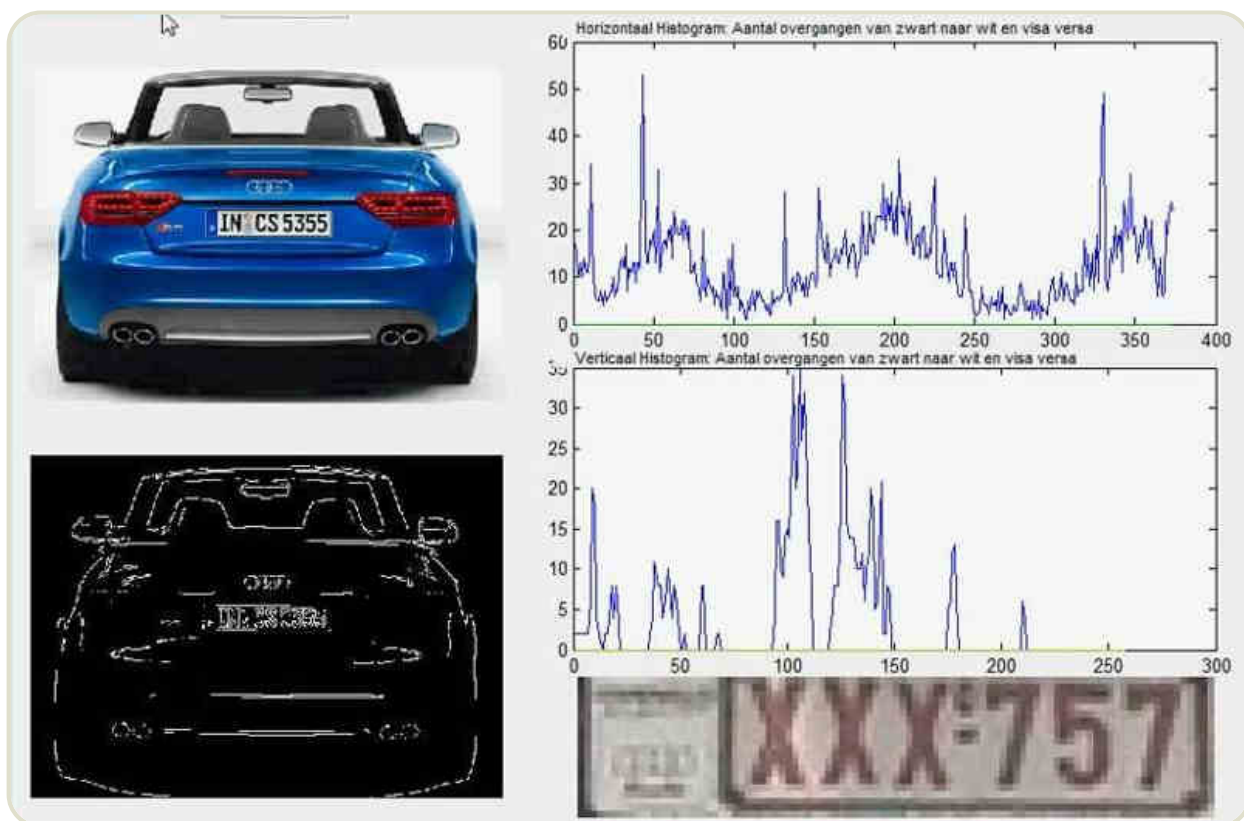 IN CS 5355
Horizontaal Histogram: Aantal overgangen van zwart naar wit en visa versa
60
50
40
30
20
10
0
0 50 100 150 200 250 300 350 400
Verticaal Histogram: Aantal overgangen van zwart naar wit en visa versa
35
30
25
20
15
10
5
0
0 50 100 150 200 250 300
XXX:757